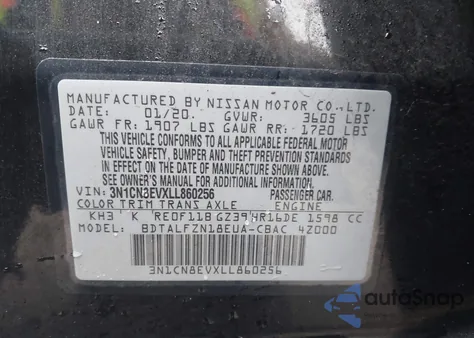 MANUFACTURED BY NISSAN MOTOR CO., LTD.
DATE: 01/20. GVWR: 3605 LBS
GAWR FR: 1907 LBS GAWR RR: 1720 LBS
THIS VEHICLE CONFORMS TO ALL APPLICABLE FEDERAL MOTOR
VEHICLE SAFETY, BUMPER AND THEFT PREVENTION STANDARDS
IN EFFECT ON THE DATE OF MANUFACTURE SHOWN ABOVE.
SEE OWNER'S MANUAL FOR ADDITIONAL INFORMATION
VIN: 3N1CN8EVXLL860256 PASSENGER CAR.
COLOR TRIM TRANS AXLE ENGINE
KH3 K RE0F11B GZ39 HR16DE 1598 CC
MODEL: BDTALFZN18EUA-CBAC 4Z000
3N1CN8EVXLL860256
autoSnap